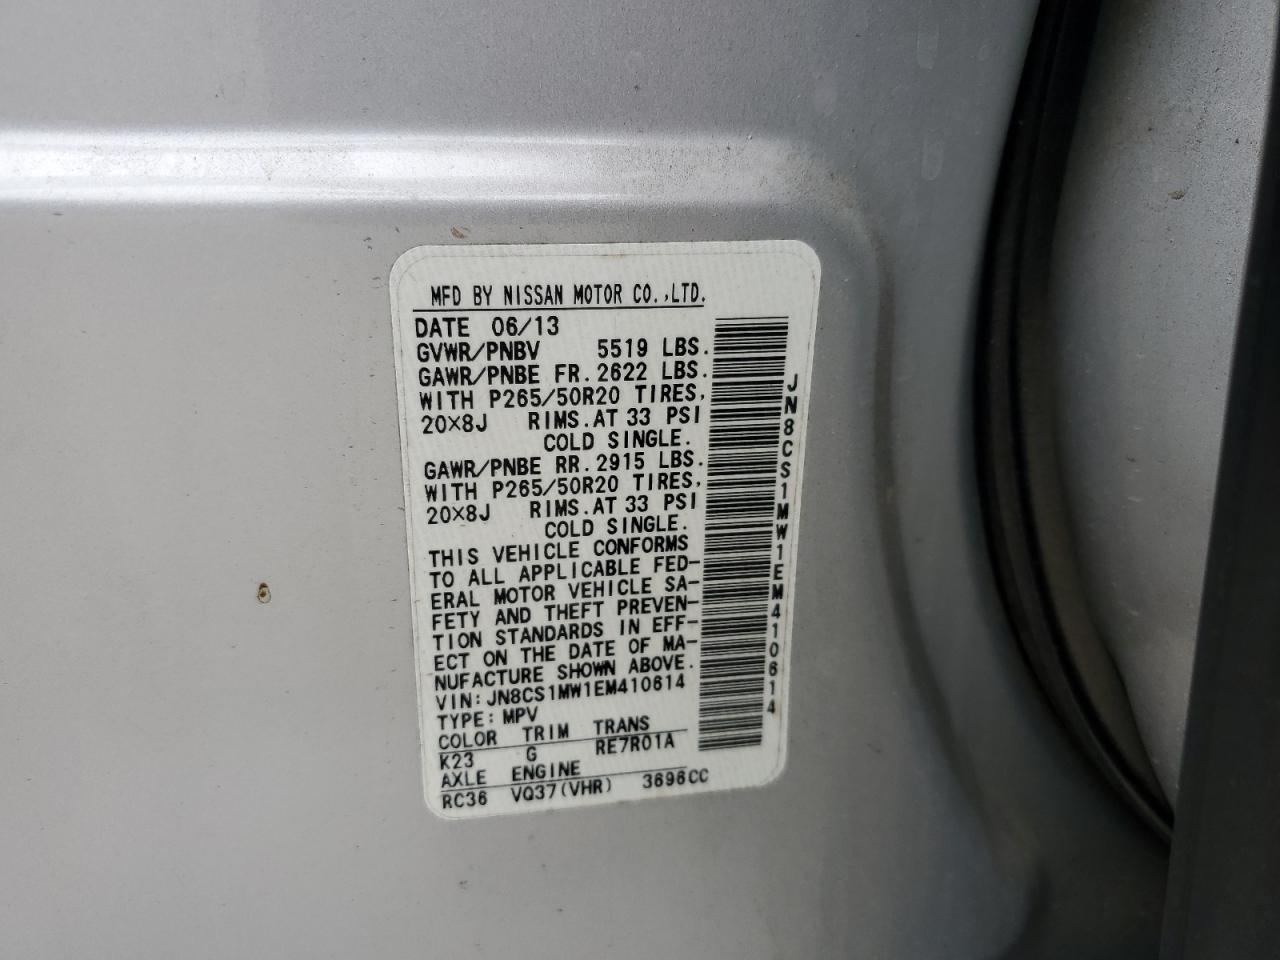 MFD BY NISSAN MOTOR CO.,LTD.
DATE 06/13
GVWR/PNBV 5519 LBS.
GAWR/PNBE FR. 2622 LBS.
WITH P265/50R20 TIRES,
20×8J RIMS. AT 33 PSI
COLD SINGLE.
GAWR/PNBE RR. 2915 LBS.
WITH P265/50R20 TIRES,
20×8J RIMS. AT 33 PSI
COLD SINGLE.
THIS VEHICLE CONFORMS
TO ALL APPLICABLE FED-
ERAL MOTOR VEHICLE SA-
FETY AND THEFT PREVEN-
TION STANDARDS IN EFF-
ECT ON THE DATE OF MA-
NUFACTURE SHOWN ABOVE.
VIN: JN8CS1MW1EM410614
TYPE: MPV
COLOR TRIM TRANS
K23 G RE7R01A
AXLE ENGINE
RC36 VQ37(VHR) 3696CC
JN8CS1MW1EM410614